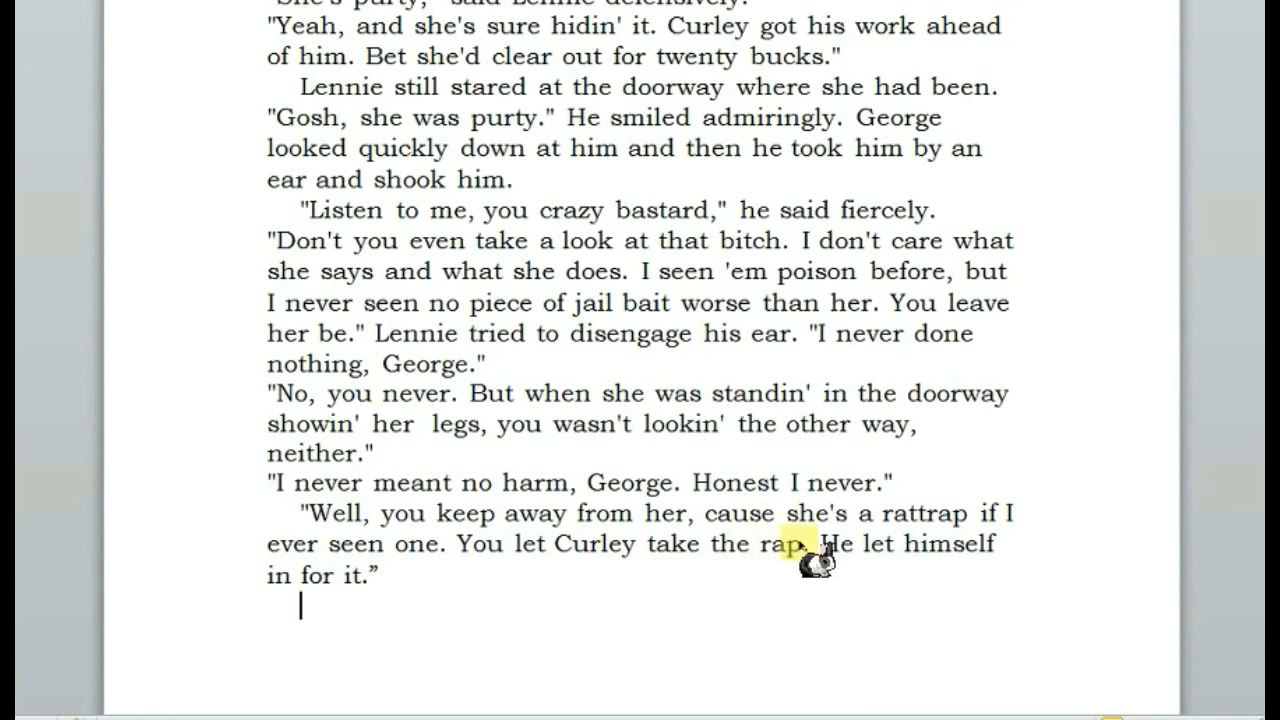 "She's purty," said Lennie defensively.
"Yeah, and she's sure hidin' it. Curley got his work ahead
of him. Bet she'd clear out for twenty bucks."
Lennie still stared at the doorway where she had been.
"Gosh, she was purty." He smiled admiringly. George
looked quickly down at him and then he took him by an
ear and shook him.
"Listen to me, you crazy bastard," he said fiercely.
"Don't you even take a look at that bitch. I don't care what
she says and what she does. I seen 'em poison before, but
I never seen no piece of jail bait worse than her. You leave
her be." Lennie tried to disengage his ear. "I never done
nothing, George."
"No, you never. But when she was standin' in the doorway
showin' her  legs, you wasn't lookin' the other way,
neither."
"I never meant no harm, George. Honest I never."
"Well, you keep away from her, cause she's a rattrap if I
ever seen one. You let Curley take the rap. He let himself
in for it.”